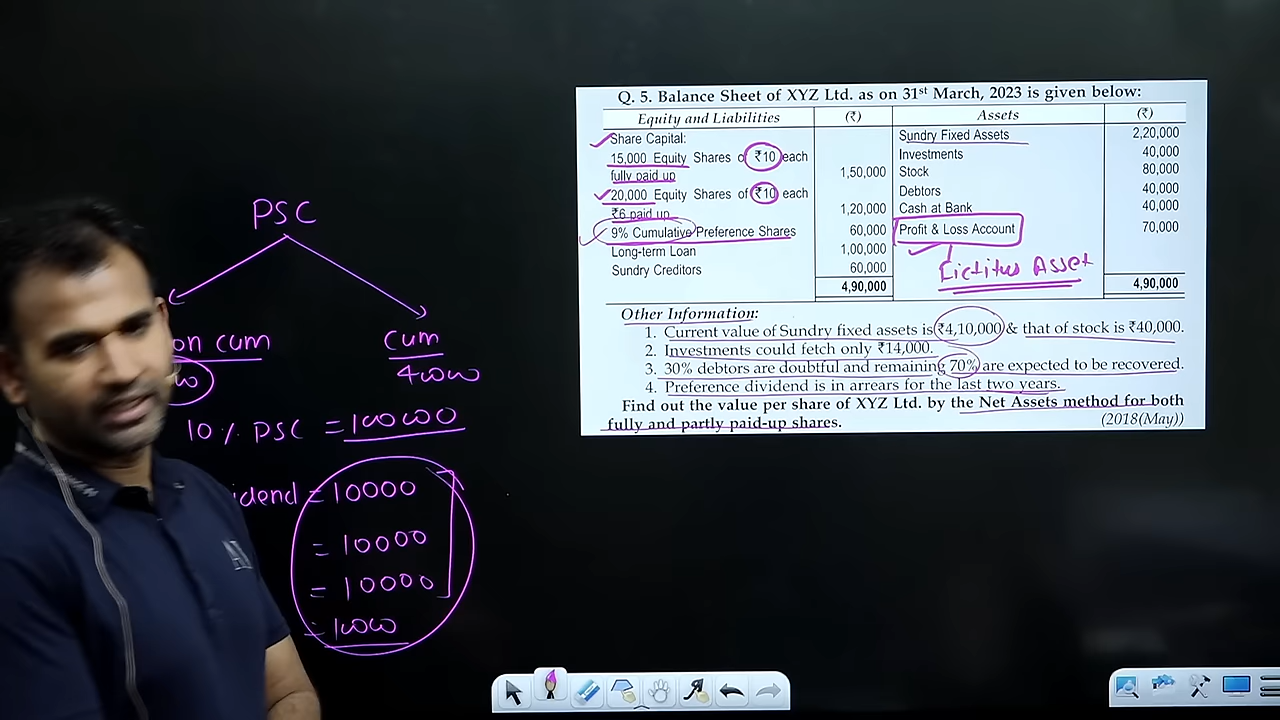 PSC
on cum
Cum
40000
10 % PSC = 100000
idend = 10000
= 10000
= 10000
= 10000
Q. 5. Balance Sheet of XYZ Ltd. as on 31st March, 2023 is given below:
Equity and Liabilities (₹) Assets (₹)
Share Capital: Sundry Fixed Assets 2,20,000
15,000 Equity Shares o ₹10 each Investments 40,000
fully paid up 1,50,000 Stock 80,000
20,000 Equity Shares of ₹10 each Debtors 40,000
₹6 paid up 1,20,000 Cash at Bank 40,000
9% Cumulative Preference Shares 60,000 Profit & Loss Account 70,000
Long-term Loan 1,00,000
Sundry Creditors 60,000
4,90,000 4,90,000
Fictitus Asset
Other Information:
1. Current value of Sundry fixed assets is ₹4,10,000 & that of stock is ₹40,000.
2. Investments could fetch only ₹14,000.
3. 30% debtors are doubtful and remaining 70% are expected to be recovered.
4. Preference dividend is in arrears for the last two years.
Find out the value per share of XYZ Ltd. by the Net Assets method for both
fully and partly paid-up shares. (2018(May))